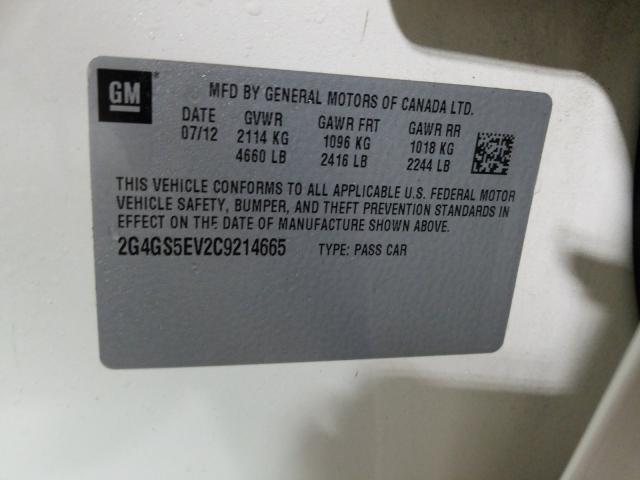 GM
MFD BY GENERAL MOTORS OF CANADA LTD.
DATE GVWR GAWR FRT GAWR RR
07/12 2114 KG 1096 KG 1018 KG
4660 LB 2416 LB 2244 LB
THIS VEHICLE CONFORMS TO ALL APPLICABLE U.S. FEDERAL MOTOR
VEHICLE SAFETY, BUMPER, AND THEFT PREVENTION STANDARDS IN
EFFECT ON THE DATE OF MANUFACTURE SHOWN ABOVE.
2G4GS5EV2C9214665 TYPE: PASS CAR